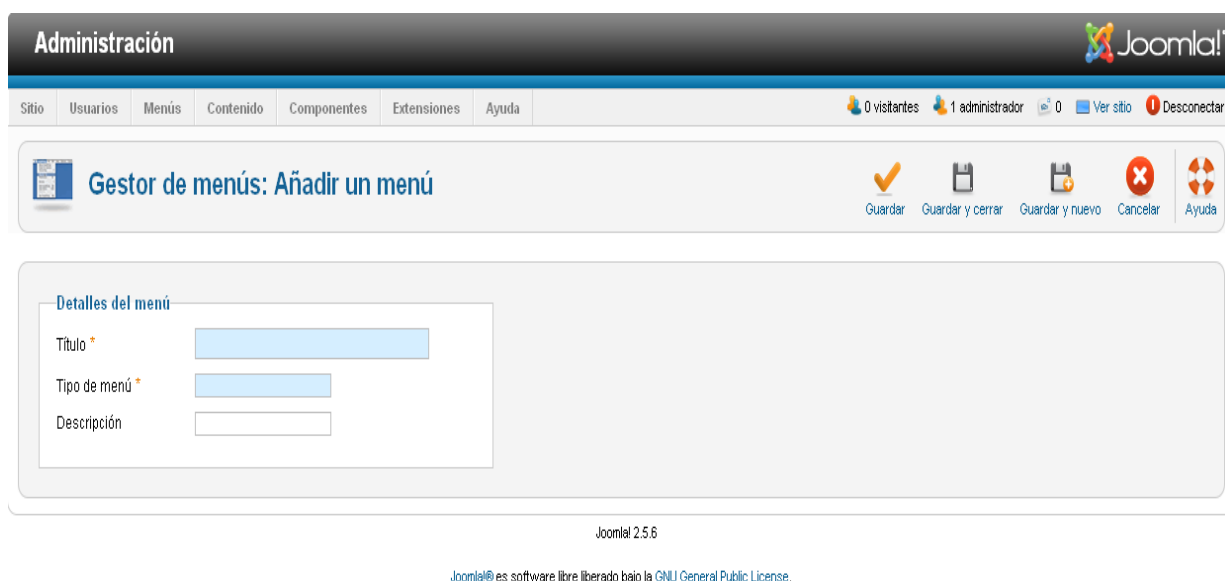 Administración
Joomla!
Sitio Usuarios Menús Contenido Componentes Extensiones Ayuda 0 visitantes 1 administrador 0 Ver sitio Desconectar
Gestor de menús: Añadir un menú
Guardar Guardar y cerrar Guardar y nuevo Cancelar Ayuda
Detalles del menú
Título *
Tipo de menú *
Descripción
Joomla! 2.5.6
Joomla!® es software libre liberado bajo la GNU General Public License.